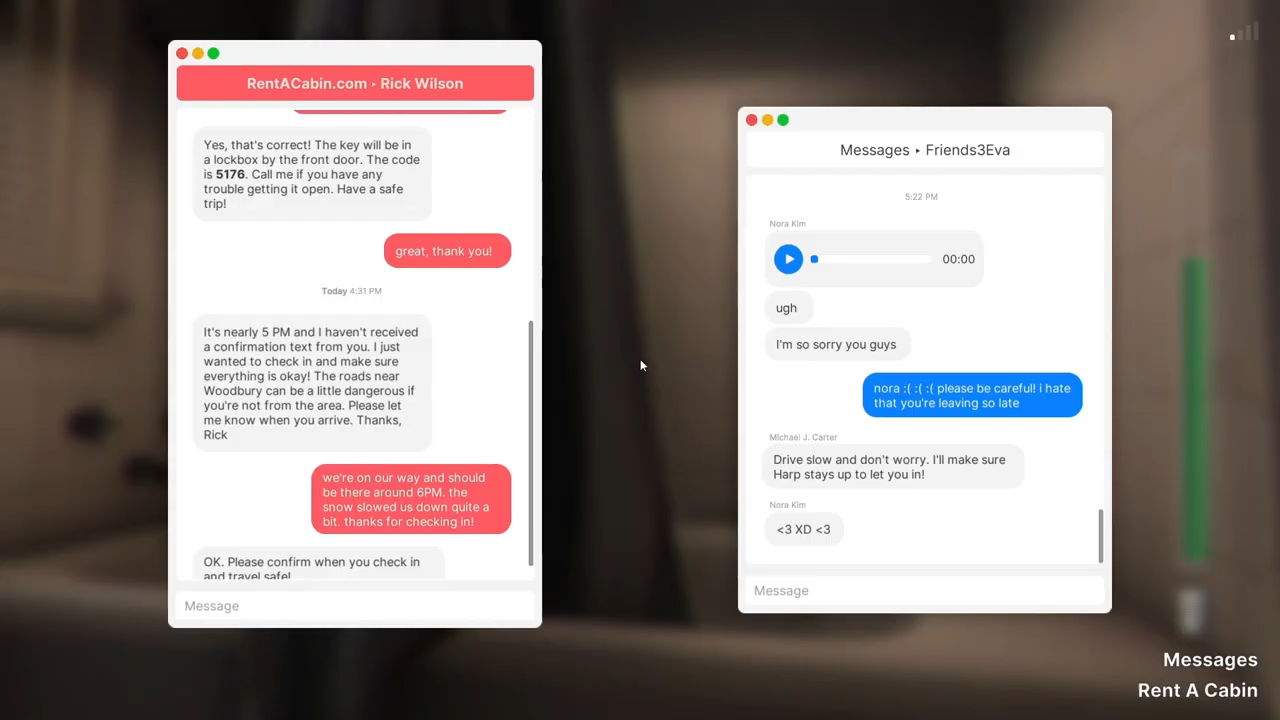 RentACabin.com ‣ Rick Wilson
Yes, that's correct! The key will be in
a lockbox by the front door. The code
is 5176. Call me if you have any
trouble getting it open. Have a safe
trip!
great, thank you!
Today 4:31 PM
It's nearly 5 PM and I haven't received
a confirmation text from you. I just
wanted to check in and make sure
everything is okay! The roads near
Woodbury can be a little dangerous if
you're not from the area. Please let
me know when you arrive. Thanks,
Rick
we're on our way and should
be there around 6PM. the
snow slowed us down quite a
bit. thanks for checking in!
OK. Please confirm when you check in
and travel safe!
Message
Messages ‣ Friends3Eva
5:22 PM
Nora Kim
00:00
ugh
I'm so sorry you guys
nora :( :( :( please be careful! i hate
that you're leaving so late
Michael J. Carter
Drive slow and don't worry. I'll make sure
Harp stays up to let you in!
Nora Kim
<3 XD <3
Message
Messages
Rent A Cabin